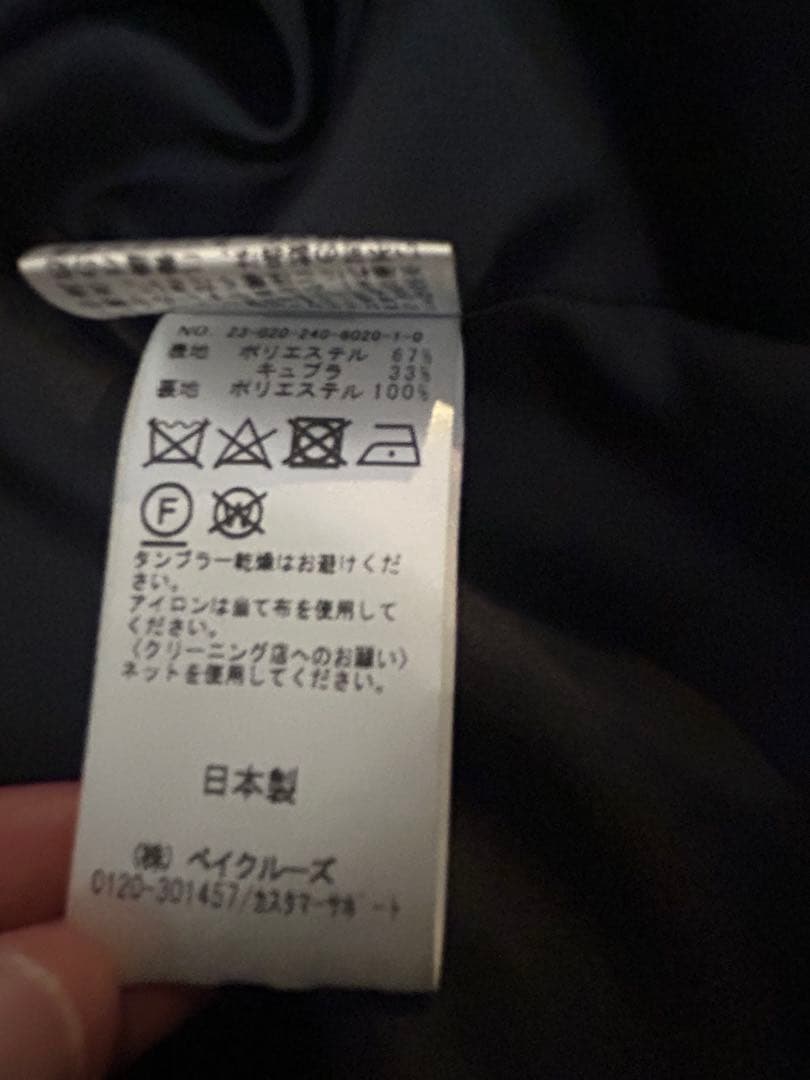 NO. 23-020-240-6020-1-0
表地 ポリエステル 67%
キュプラ 33%
裏地 ポリエステル 100%
F
W
タンブラー乾燥はお避けくだ
さい。
アイロンは当て布を使用して
ください。
(クリーニング店へのお願い)
ネットを使用してください。
日本製
(株) ベイクルーズ
0120-301457/カスタマーサポート